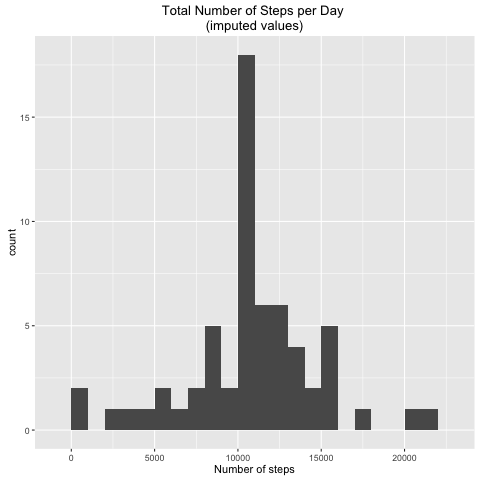 Total Number of Steps per Day
(imputed values)
15
10
5
0
count
0 5000 10000 15000 20000
Number of steps